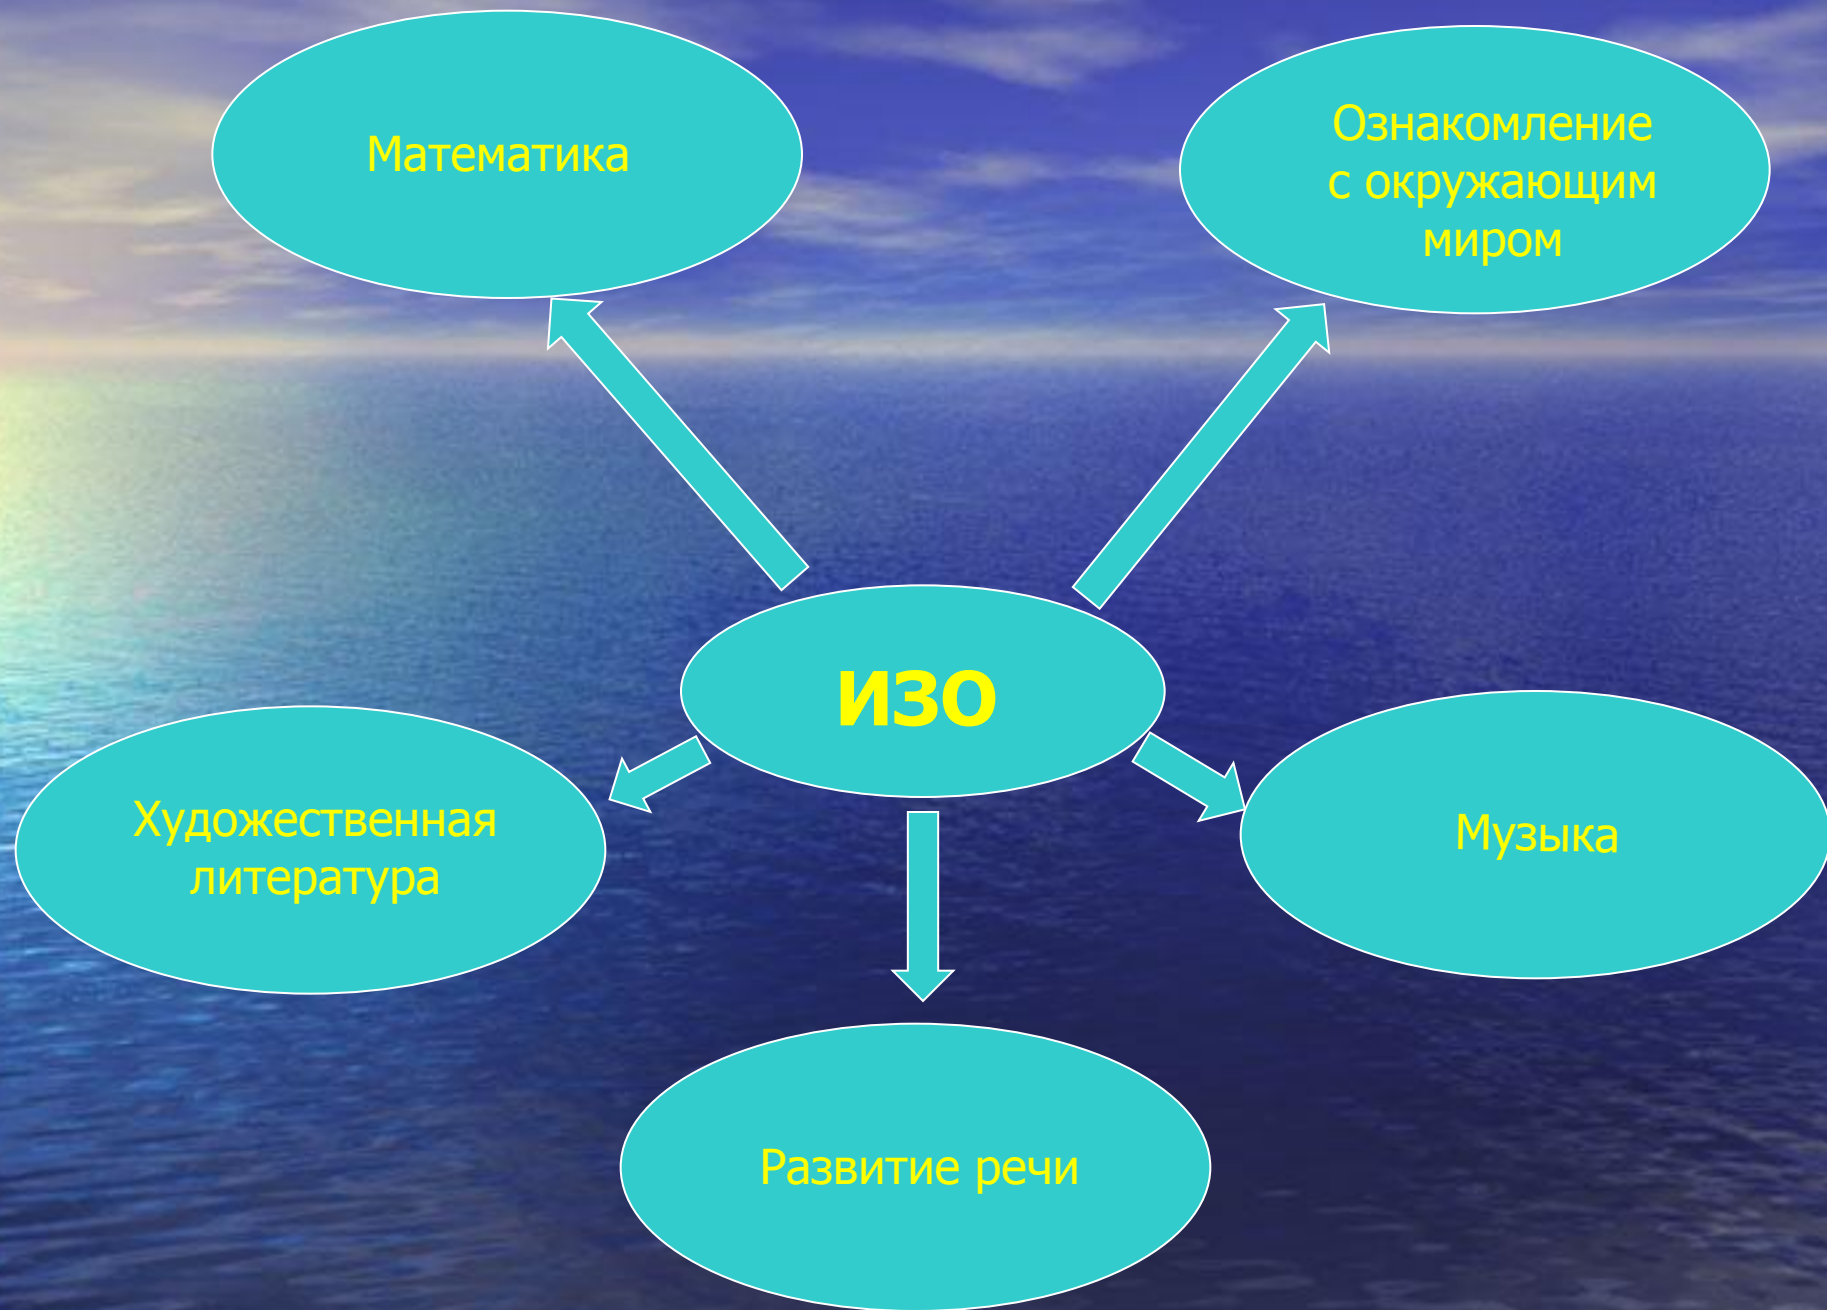 Математика
Ознакомление
с окружающим
миром
ИЗО
Художественная
литература
Музыка
Развитие речи